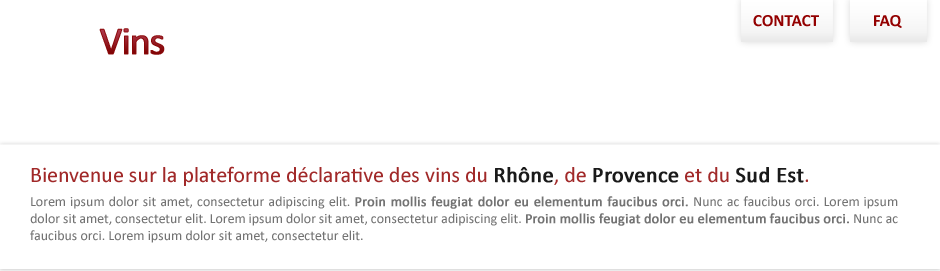 CONTACT FAQ
Vins
Bienvenue sur la plateforme déclarative des vins du Rhône, de Provence et du Sud Est.
Lorem ipsum dolor sit amet, consectetur adipiscing elit. Proin mollis feugiat dolor eu elementum faucibus orci. Nunc ac faucibus orci. Lorem ipsum
dolor sit amet, consectetur elit. Lorem ipsum dolor sit amet, consectetur adipiscing elit. Proin mollis feugiat dolor eu elementum faucibus orci. Nunc ac
faucibus orci. Lorem ipsum dolor sit amet, consectetur elit.